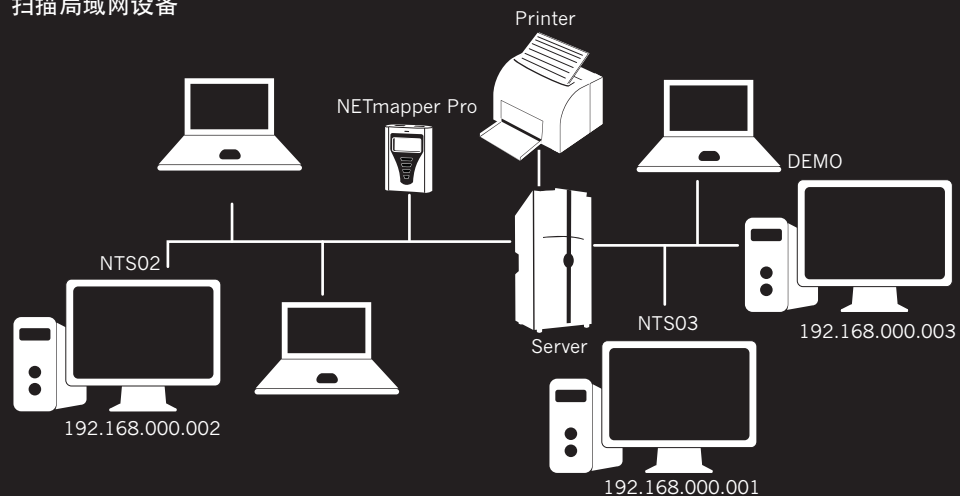 扫描局域网设备
Printer
NETmapper Pro
DEMO
NTS02
192.168.000.003
NTS03
Server
192.168.000.002
192.168.000.001